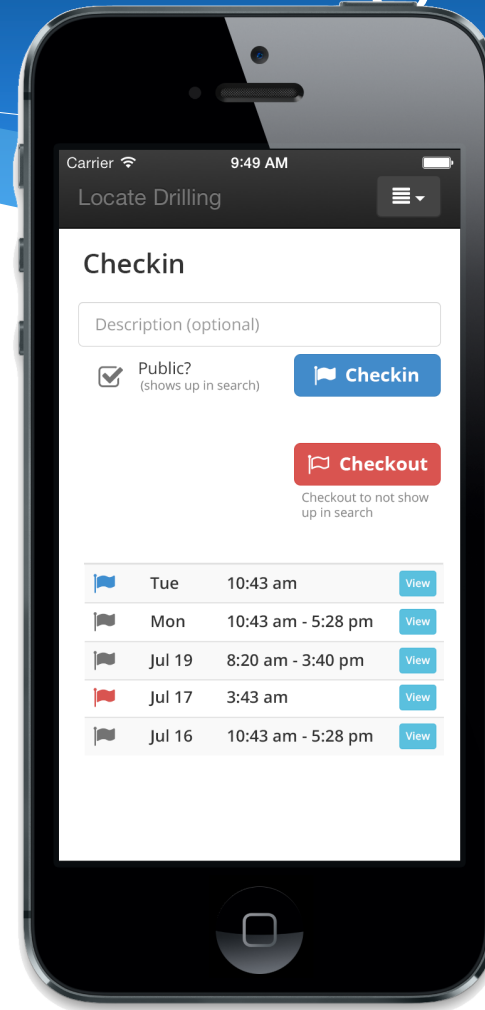 Carrier 9:49 AM
Locate Drilling
Checkin
Description (optional)
Public?
(shows up in search)
Checkin
Checkout
Checkout to not show
up in search
Tue 10:43 am View
Mon 10:43 am - 5:28 pm View
Jul 19 8:20 am - 3:40 pm View
Jul 17 3:43 am View
Jul 16 10:43 am - 5:28 pm View